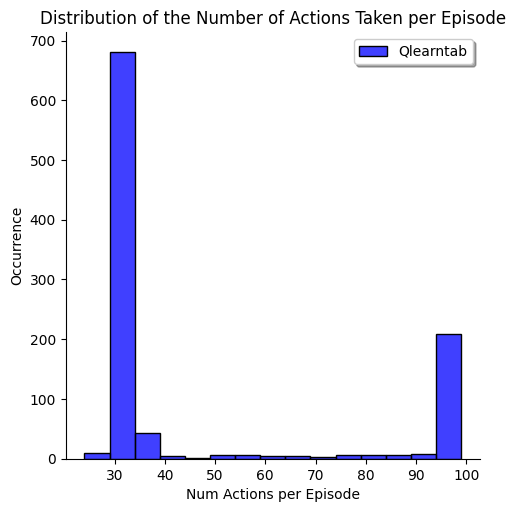 Distribution of the Number of Actions Taken per Episode
Qlearntab
700
600
500
400
300
200
100
0
Occurrence
30 40 50 60 70 80 90 100
Num Actions per Episode